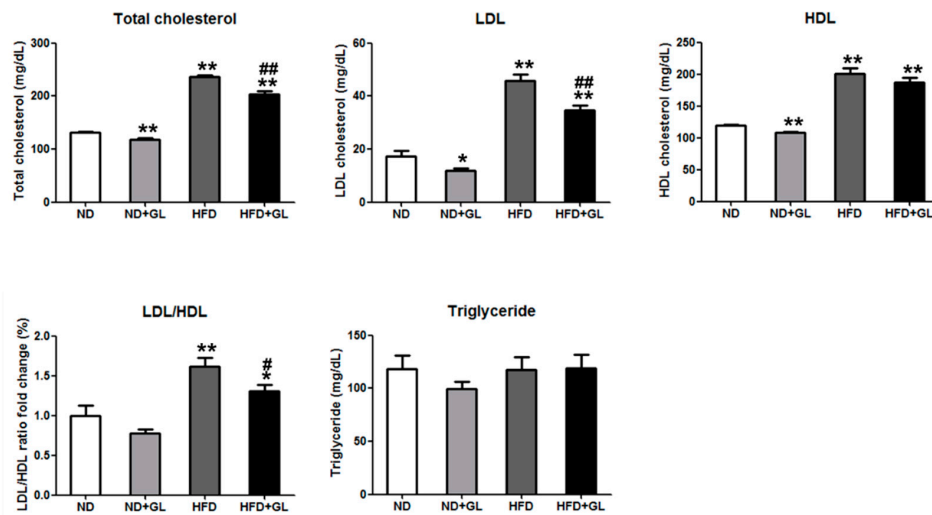 Total cholesterol
Total cholesterol (mg/dL)
300
200
100
0
**
**
##
**
ND ND+GL HFD HFD+GL
LDL
LDL cholesterol (mg/dL)
60
40
20
0
*
**
##
**
ND ND+GL HFD HFD+GL
HDL
HDL cholesterol (mg/dL)
250
200
150
100
50
0
**
**
**
ND ND+GL HFD HFD+GL
LDL/HDL
LDL/HDL ratio fold change (%)
2.0
1.5
1.0
0.5
0.0
**
#
*
ND ND+GL HFD HFD+GL
Triglyceride
Triglyceride (mg/dL)
150
100
50
0
ND ND+GL HFD HFD+GL